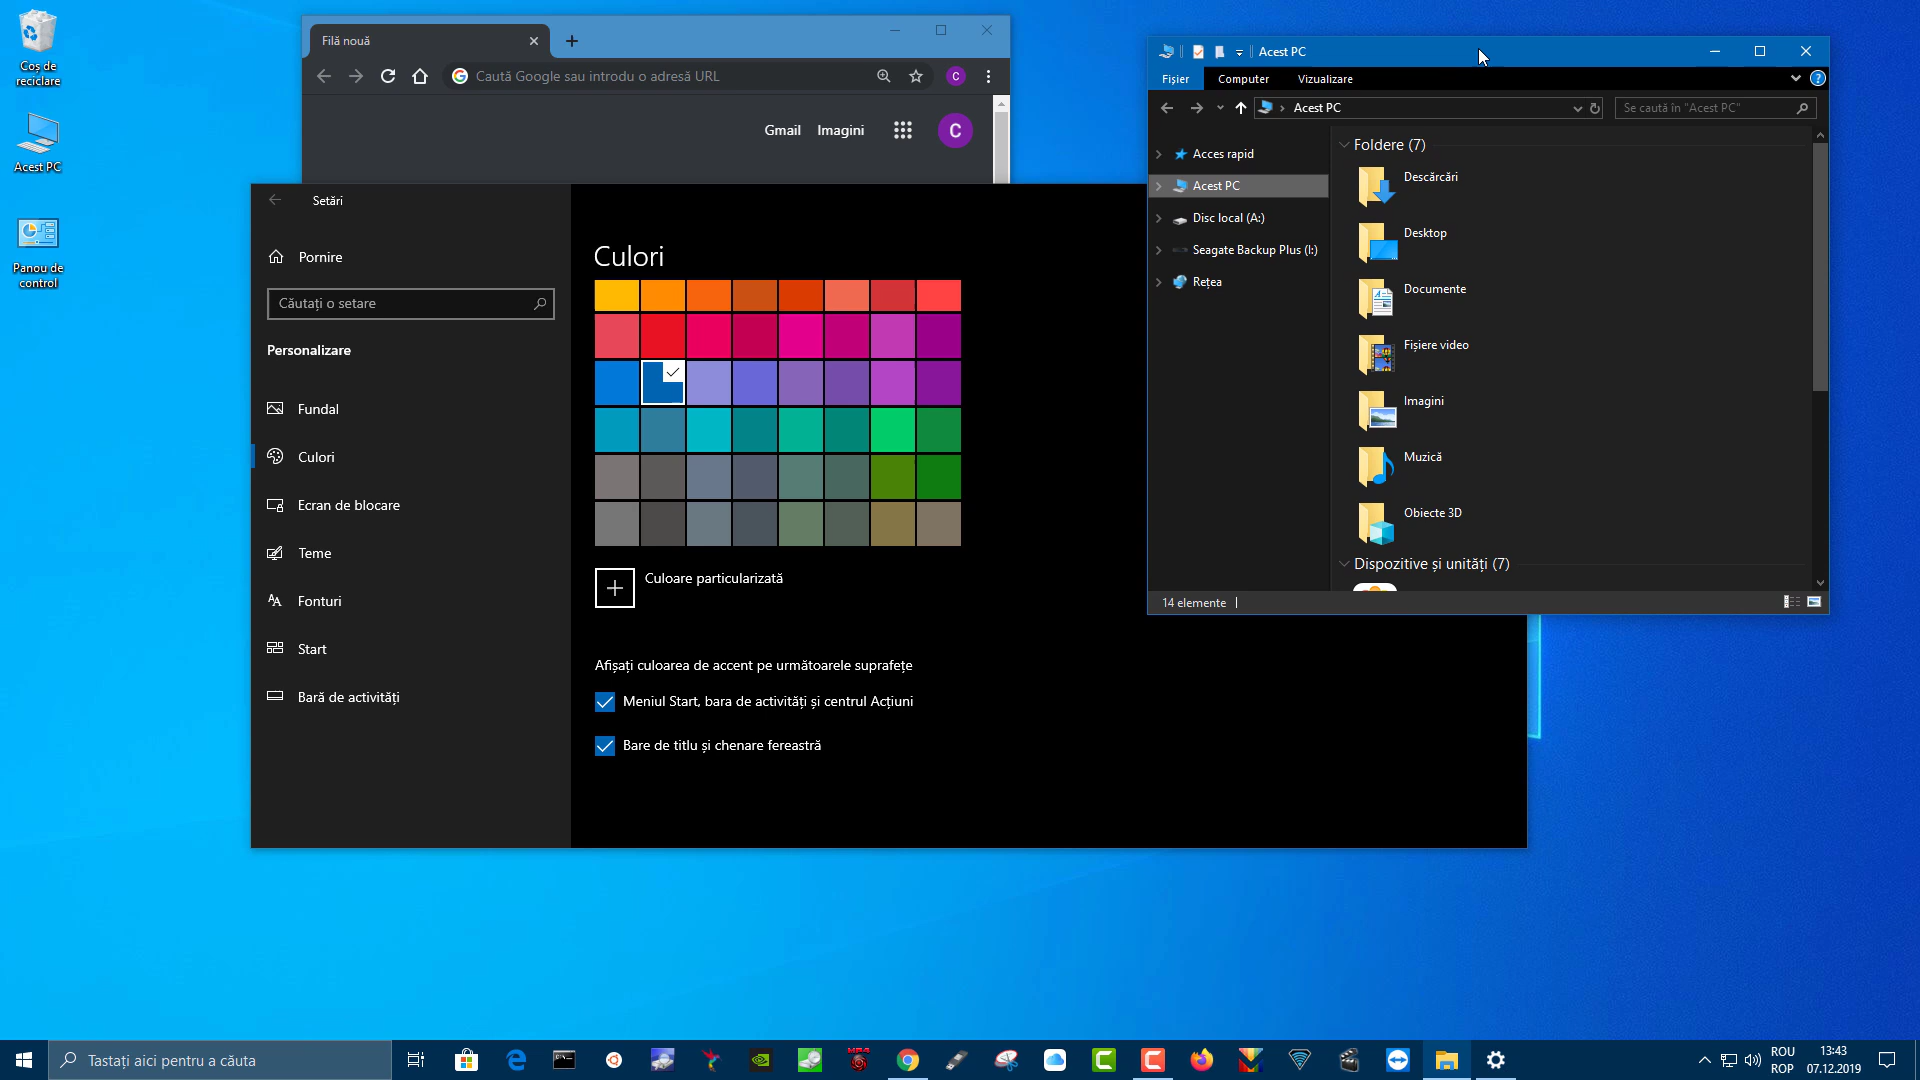 Coș de
reciclare
Acest PC
Panou de
control
Filă nouă
Caută Google sau introdu o adresă URL
C
Gmail
Imagini
C
Setări
Pornire
Căutați o setare
Personalizare
Fundal
Culori
Ecran de blocare
Teme
Fonturi
Start
Bară de activități
Culori
Culoare particularizată
Afișați culoarea de accent pe următoarele suprafețe
Meniul Start, bara de activități și centrul Acțiuni
Bare de titlu și chenare fereastră
Acest PC
Fișier
Computer
Vizualizare
Acest PC
Se caută în "Acest PC"
Acces rapid
Acest PC
Disc local (A:)
Seagate Backup Plus (I:)
Rețea
Foldere (7)
Descărcări
Desktop
Documente
Fișiere video
Imagini
Muzică
Obiecte 3D
Dispozitive și unități (7)
14 elemente
Tastați aici pentru a căuta
ROU
ROP
13:43
07.12.2019